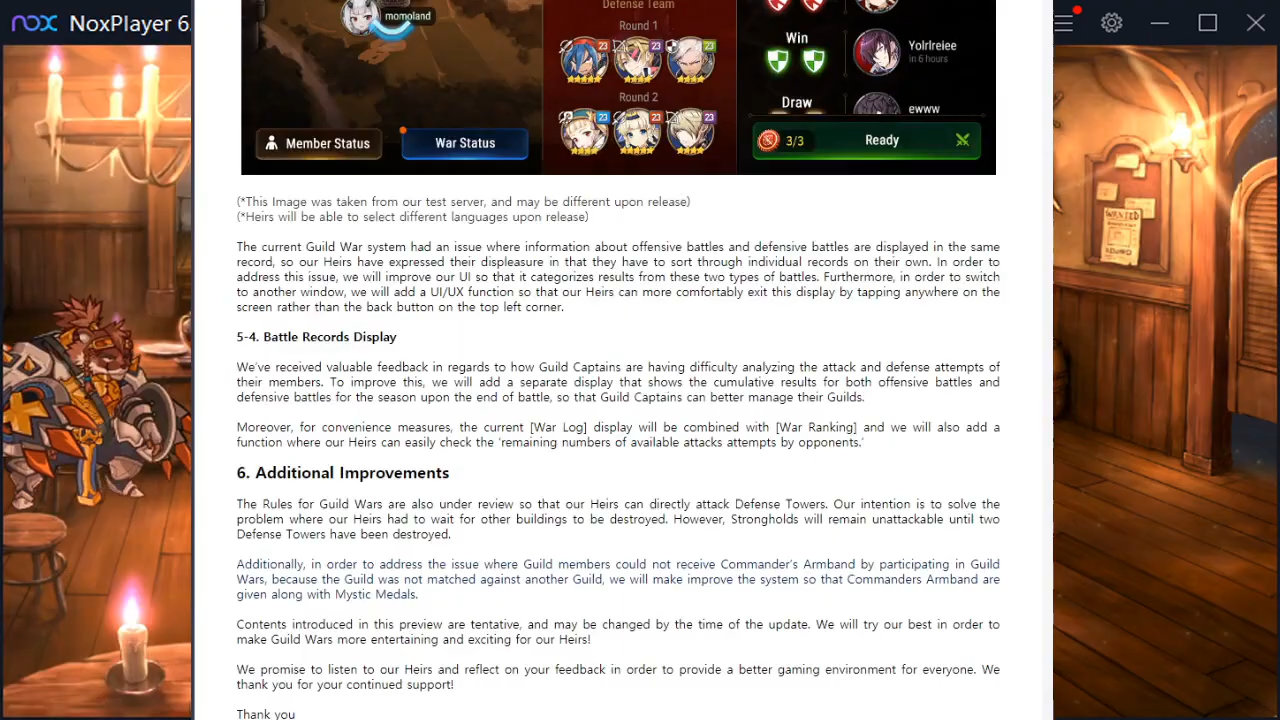 nox NoxPlayer 6.
momoland
Member Status
War Status
Defense Team
Round 1
23
23
23
Round 2
23
23
23
Win
Yolrlreiee
in 6 hours
Draw
ewww
3/3
Ready
WANTED
(*This Image was taken from our test server, and may be different upon release)
(*Heirs will be able to select different languages upon release)
The current Guild War system had an issue where information about offensive battles and defensive battles are displayed in the same
record, so our Heirs have expressed their displeasure in that they have to sort through individual records on their own. In order to
address this issue, we will improve our UI so that it categorizes results from these two types of battles. Furthermore, in order to switch
to another window, we will add a UI/UX function so that our Heirs can more comfortably exit this display by tapping anywhere on the
screen rather than the back button on the top left corner.
5-4. Battle Records Display
We've received valuable feedback in regards to how Guild Captains are having difficulty analyzing the attack and defense attempts of
their members. To improve this, we will add a separate display that shows the cumulative results for both offensive battles and
defensive battles for the season upon the end of battle, so that Guild Captains can better manage their Guilds.
Moreover, for convenience measures, the current [War Log] display will be combined with [War Ranking] and we will also add a
function where our Heirs can easily check the 'remaining numbers of available attacks attempts by opponents.'
6. Additional Improvements
The Rules for Guild Wars are also under review so that our Heirs can directly attack Defense Towers. Our intention is to solve the
problem where our Heirs had to wait for other buildings to be destroyed. However, Strongholds will remain unattackable until two
Defense Towers have been destroyed.
Additionally, in order to address the issue where Guild members could not receive Commander's Armband by participating in Guild
Wars, because the Guild was not matched against another Guild, we will make improve the system so that Commanders Armband are
given along with Mystic Medals.
Contents introduced in this preview are tentative, and may be changed by the time of the update. We will try our best in order to
make Guild Wars more entertaining and exciting for our Heirs!
We promise to listen to our Heirs and reflect on your feedback in order to provide a better gaming environment for everyone. We
thank you for your continued support!
Thank you